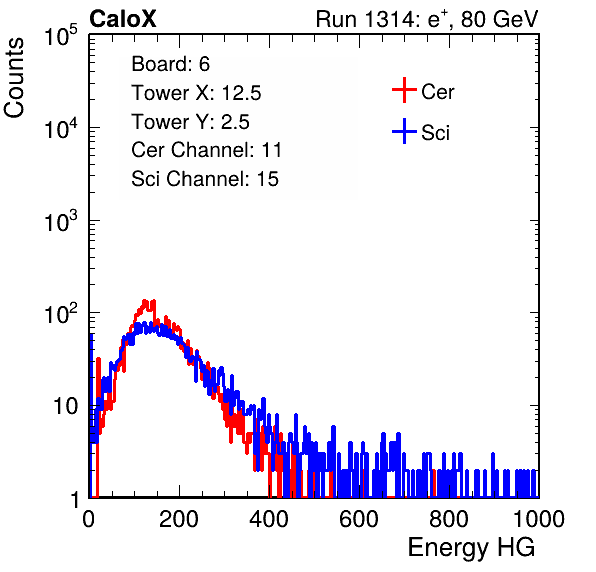 CaloX Run 1314: e⁺, 80 GeV
Counts
10⁵
10⁴
10³
10²
10
1
Board: 6
Tower X: 12.5
Tower Y: 2.5
Cer Channel: 11
Sci Channel: 15
Cer
Sci
0 200 400 600 800 1000
Energy HG